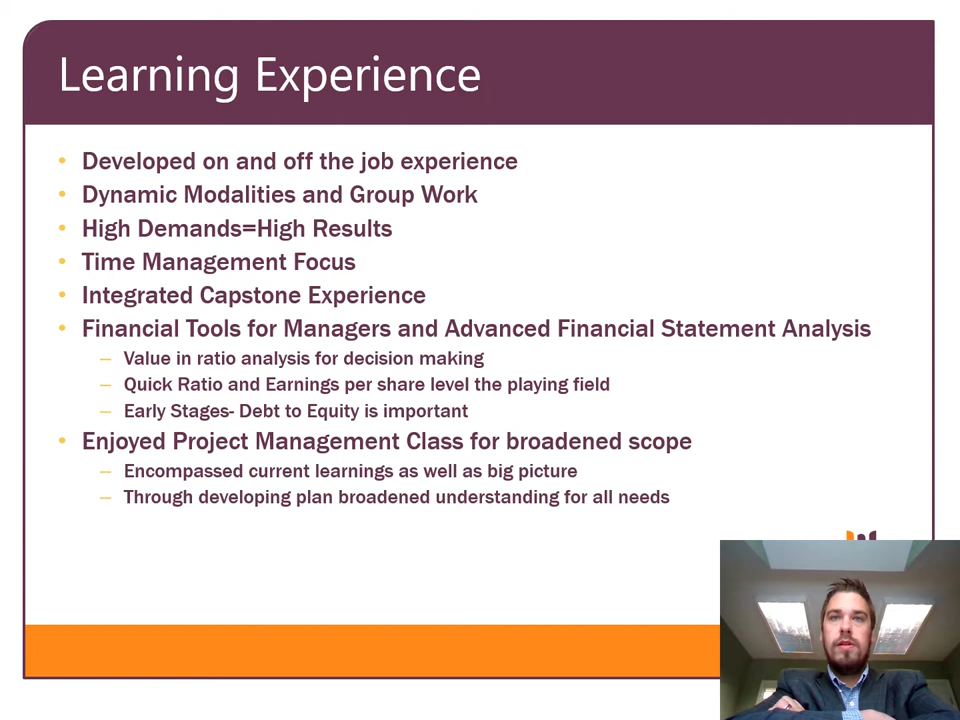 Learning Experience
Developed on and off the job experience
Dynamic Modalities and Group Work
High Demands=High Results
Time Management Focus
Integrated Capstone Experience
Financial Tools for Managers and Advanced Financial Statement Analysis
Value in ratio analysis for decision making
Quick Ratio and Earnings per share level the playing field
Early Stages- Debt to Equity is important
Enjoyed Project Management Class for broadened scope
Encompassed current learnings as well as big picture
Through developing plan broadened understanding for all needs